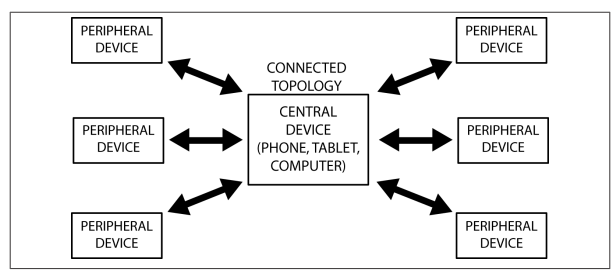 PERIPHERAL
DEVICE
PERIPHERAL
DEVICE
CONNECTED
TOPOLOGY
CENTRAL
DEVICE
(PHONE, TABLET,
COMPUTER)
PERIPHERAL
DEVICE
PERIPHERAL
DEVICE
PERIPHERAL
DEVICE
PERIPHERAL
DEVICE